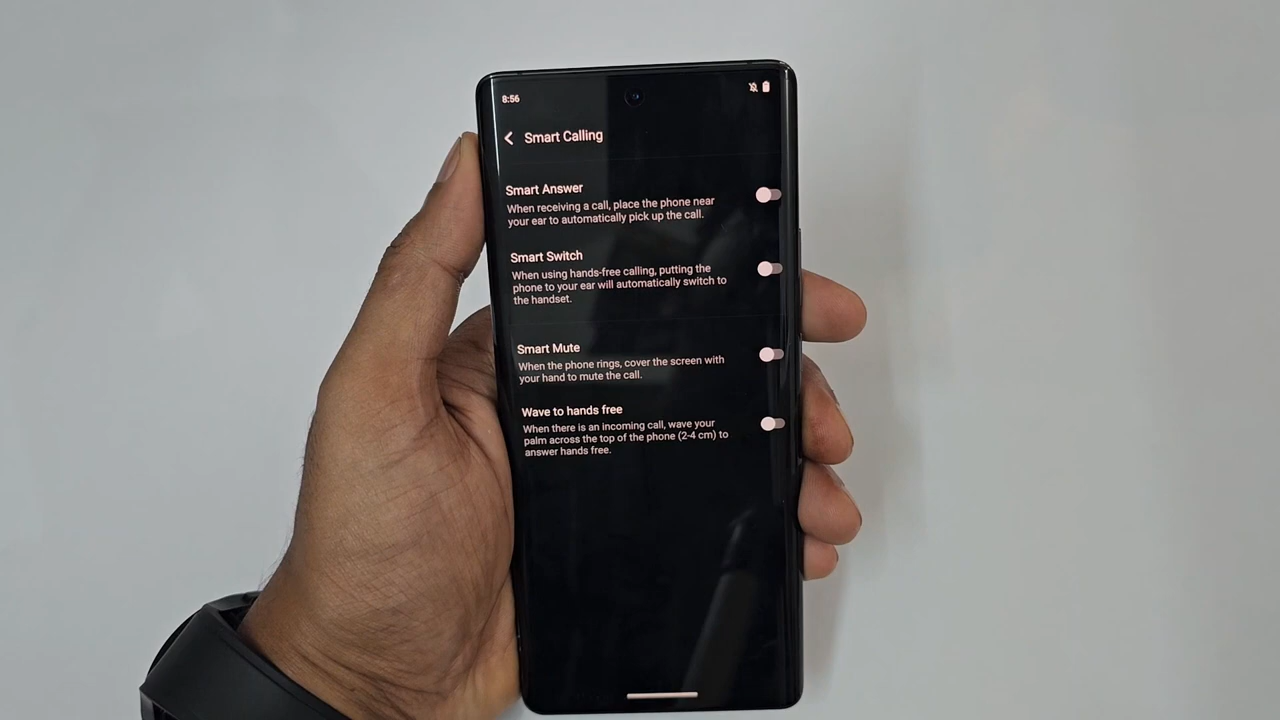 8:56
Smart Calling
Smart Answer
When receiving a call, place the phone near
your ear to automatically pick up the call.
Smart Switch
When using hands-free calling, putting the
phone to your ear will automatically switch to
the handset.
Smart Mute
When the phone rings, cover the screen with
your hand to mute the call.
Wave to hands free
When there is an incoming call, wave your
palm across the top of the phone (2-4 cm) to
answer hands free.